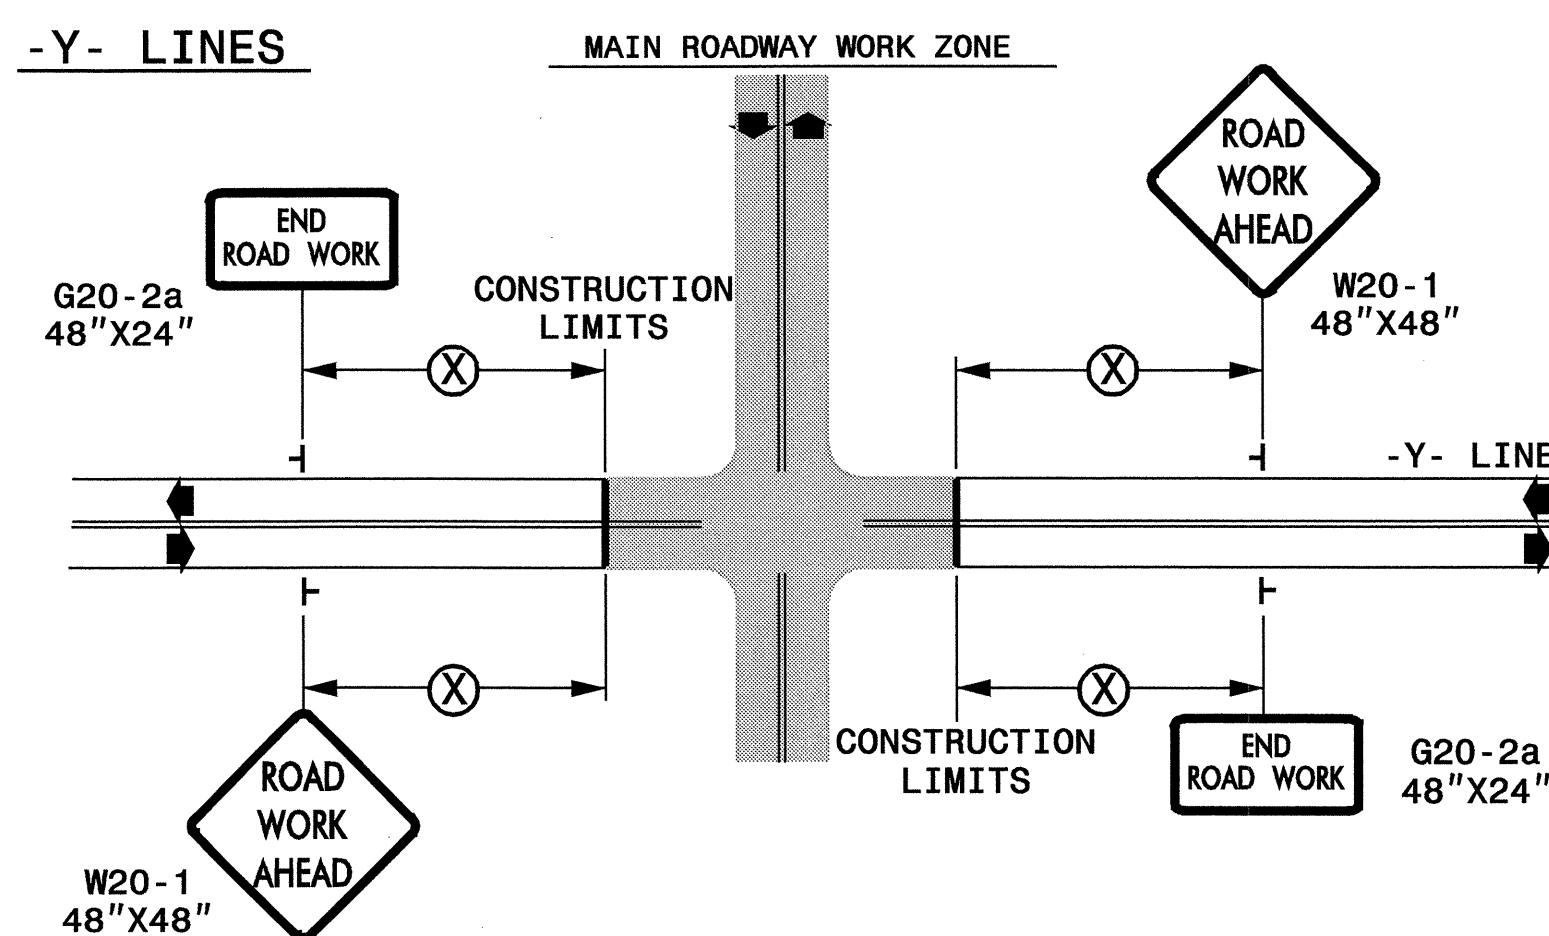 -Y- LINES
MAIN ROADWAY WORK ZONE
ROAD
WORK
AHEAD
END
ROAD WORK
G20-2a
48"X24"
CONSTRUCTION
LIMITS
W20-1
48"X48"
X
X
-Y- LINE
X
X
CONSTRUCTION
LIMITS
END
ROAD WORK
G20-2a
48"X24"
ROAD
WORK
AHEAD
W20-1
48"X48"